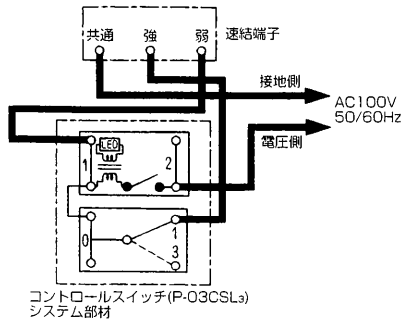 共通 強 弱 速結端子
接地側
AC100V
50/60Hz
電圧側
LED
1 2
0 1
3
コントロールスイッチ(P-03CSL₃)
システム部材